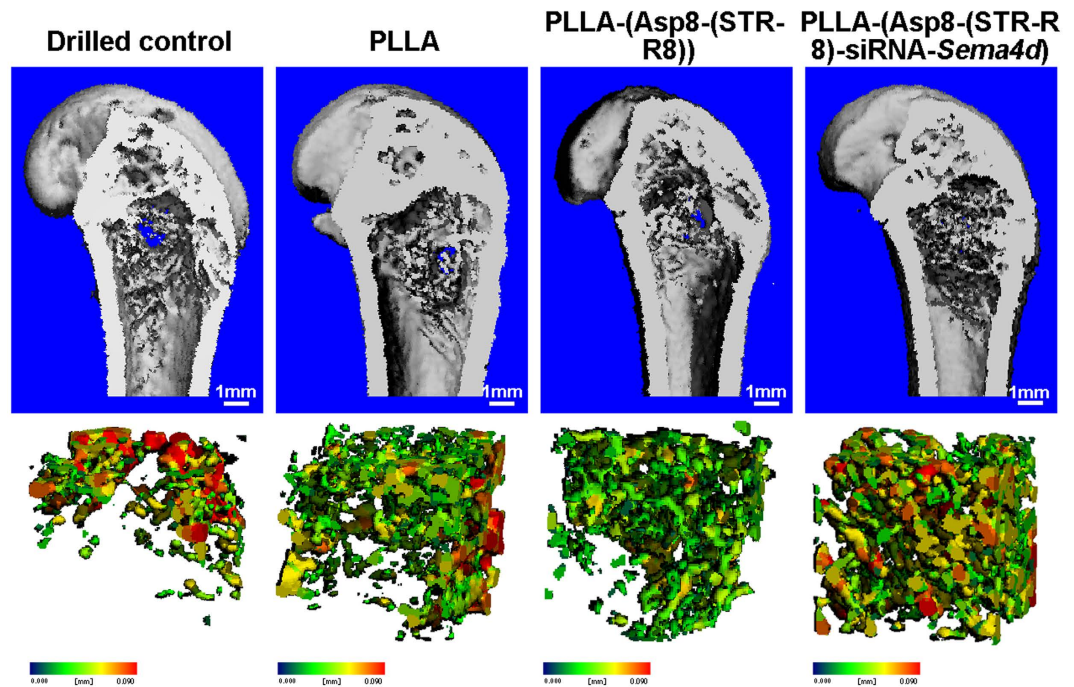 Drilled control
PLLA
PLLA-(Asp8-(STR-
R8))
PLLA-(Asp8-(STR-R
8)-siRNA-Sema4d)
1mm
1mm
1mm
1mm
0.000 [mm] 0.090
0.000 [mm] 0.090
0.000 [mm] 0.090
0.000 [mm] 0.090